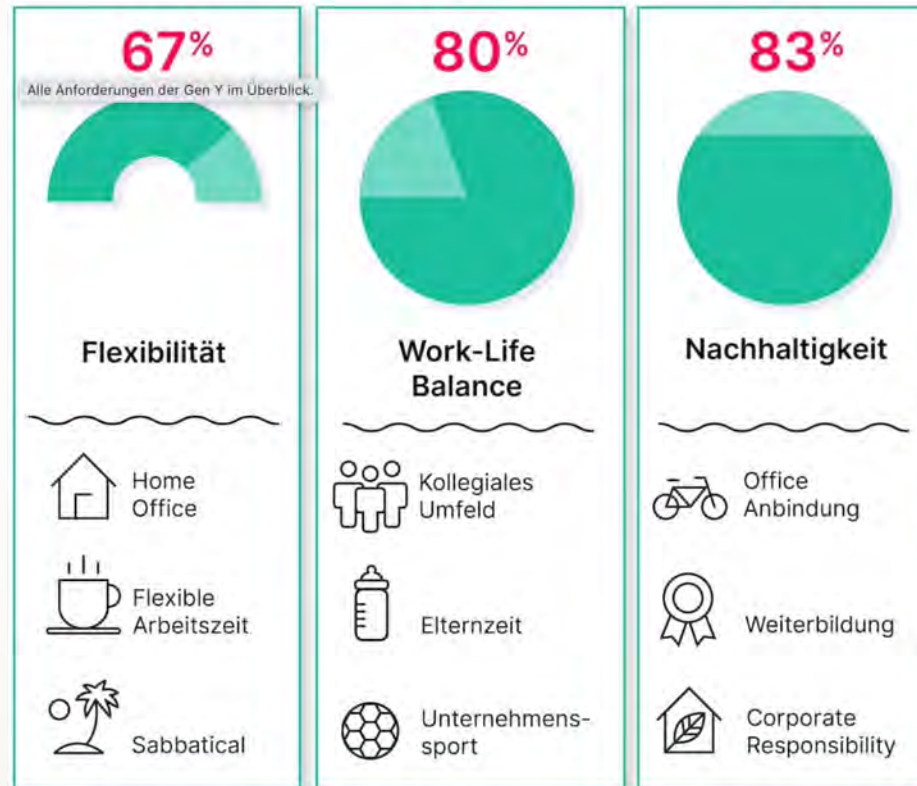 67%
Alle Anforderungen der Gen Y im Überblick.
Flexibilität
Home
Office
Flexible
Arbeitszeit
Sabbatical
80%
Work-Life
Balance
Kollegiales
Umfeld
Elternzeit
Unternehmens-
sport
83%
Nachhaltigkeit
Office
Anbindung
Weiterbildung
Corporate
Responsibility